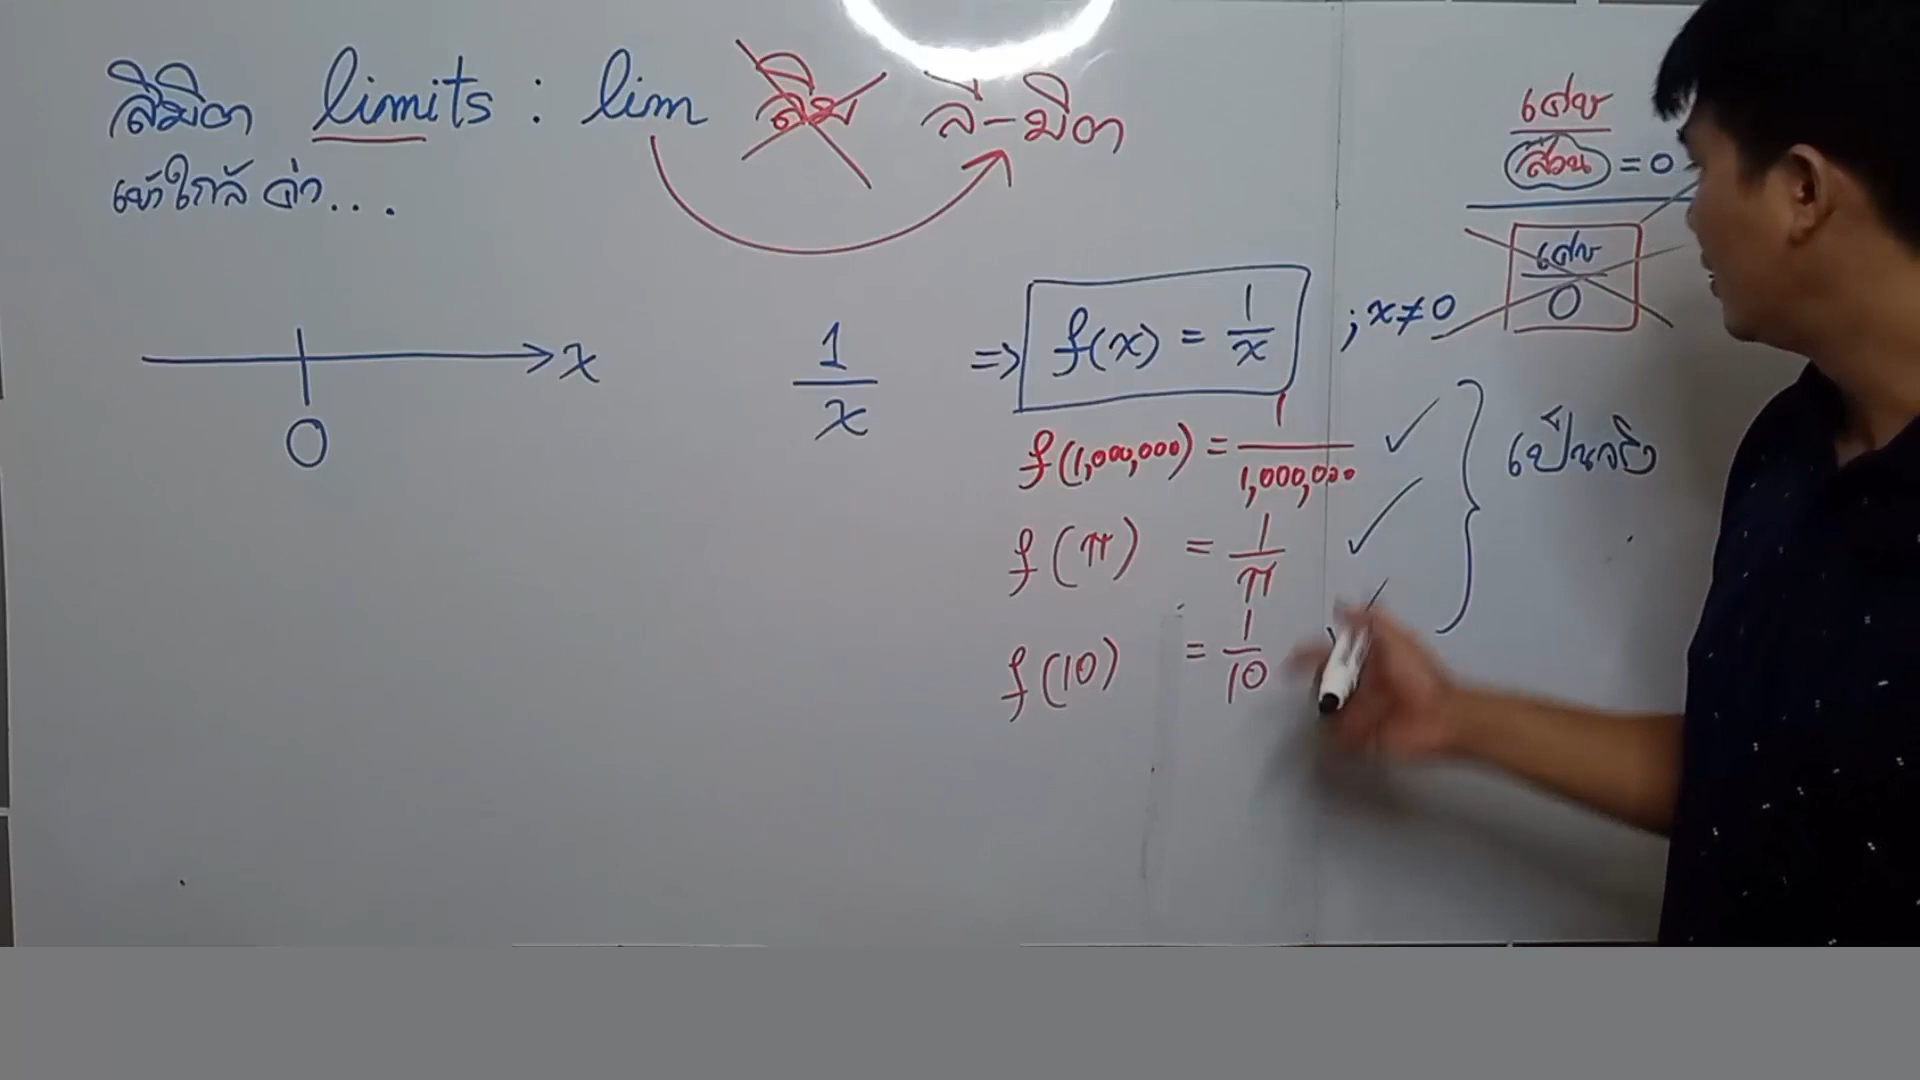 ลิมิต limits : lim ลิม ลิ-มิต
เข้าใกล้ ค่า...
เศษ
ส่วน = 0
เศษ
0
x
0
1
x
=> f(x) = 1/x ; x≠0
f(1,000,000) = 1/1,000,000 ✓
f(π) = 1/π ✓
f(10) = 1/10 ✓
} เป็นจริง